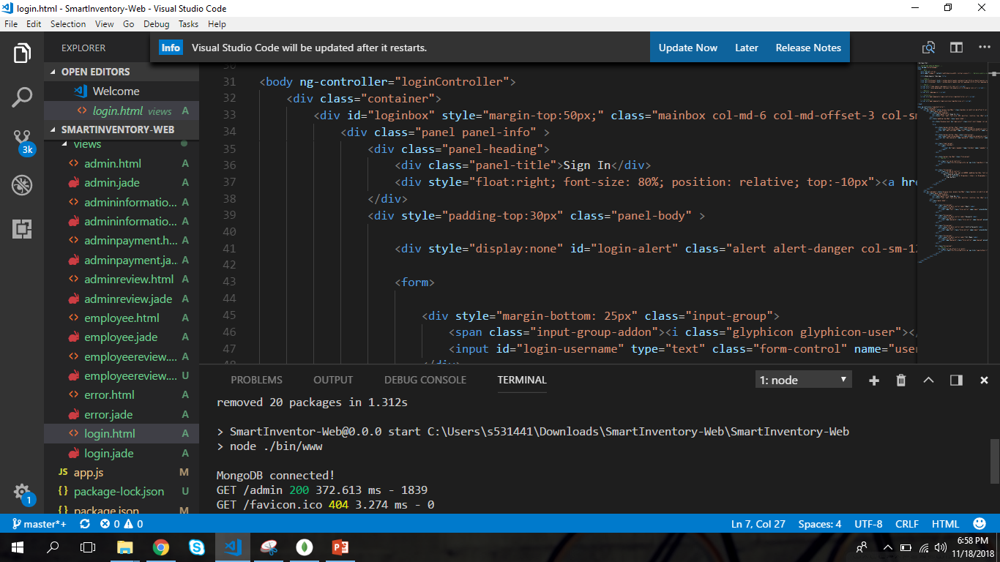 login.html - SmartInventory-Web - Visual Studio Code
File Edit Selection View Go Debug Tasks Help
EXPLORER
Info Visual Studio Code will be updated after it restarts. Update Now Later Release Notes
OPEN EDITORS
Welcome
login.html views A
SMARTINVENTORY-WEB
3k
views
admin.html A
admin.jade A
admininformatio... A
admininformatio... A
adminpayment.h... A
adminpayment.ja... A
adminreview.html A
adminreview.jade A
employee.html A
employee.jade A
employeereview.... A
employeereview.... U
error.html A
error.jade A
login.html A
login.jade A
JS app.js M
{} package-lock.json U
{} package.json M
1
30
31 <body ng-controller="loginController">
32 <div class="container">
33 <div id="loginbox" style="margin-top:50px;" class="mainbox col-md-6 col-md-offset-3 col-sm
34 <div class="panel panel-info" >
35 <div class="panel-heading">
36 <div class="panel-title">Sign In</div>
37 <div style="float:right; font-size: 80%; position: relative; top:-10px"><a hre
38 </div>
39 <div style="padding-top:30px" class="panel-body" >
40
41 <div style="display:none" id="login-alert" class="alert alert-danger col-sm-12
42
43 <form>
44
45 <div style="margin-bottom: 25px" class="input-group">
46 <span class="input-group-addon"><i class="glyphicon glyphicon-user"></
47 <input id="login-username" type="text" class="form-control" name="user
48 </div>
PROBLEMS OUTPUT DEBUG CONSOLE TERMINAL 1: node
removed 20 packages in 1.312s
> SmartInventor-Web@0.0.0 start C:\Users\s531441\Downloads\SmartInventory-Web\SmartInventory-Web
> node ./bin/www
MongoDB connected!
GET /admin 200 372.613 ms - 1839
GET /favicon.ico 404 3.274 ms - 0
master*+ 0 0 Ln 7, Col 27 Spaces: 4 UTF-8 CRLF HTML
6:58 PM
11/18/2018